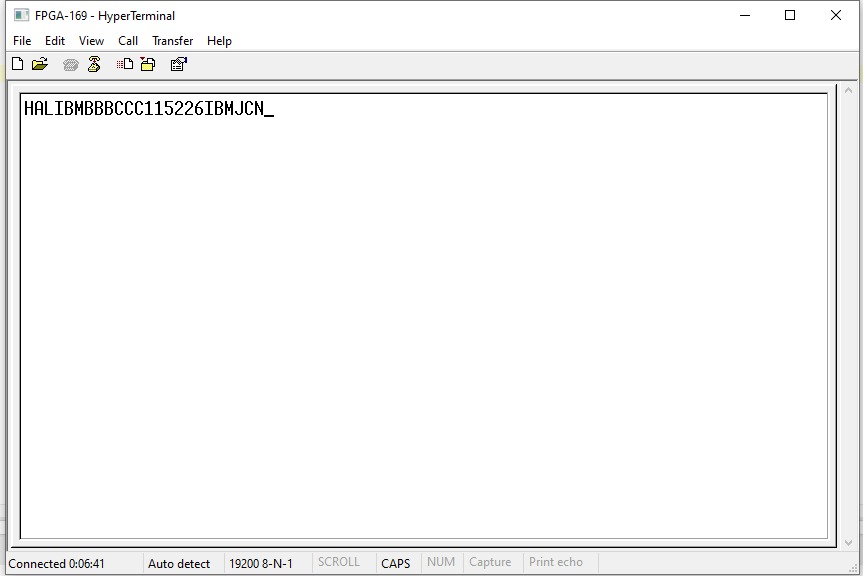 FPGA-169 - HyperTerminal
File Edit View Call Transfer Help
HALIBMBBBCCC115226IBMJCN_
Connected 0:06:41 Auto detect 19200 8-N-1 SCROLL CAPS NUM Capture Print echo